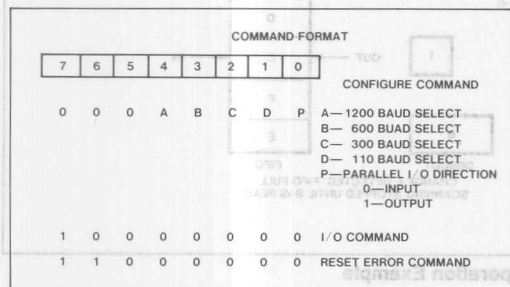 COMMAND FORMAT
7 6 5 4 3 2 1 0
CONFIGURE COMMAND
0 0 0 A B C D P A—1200 BAUD SELECT
B— 600 BUAD SELECT
C— 300 BAUD SELECT
D— 110 BAUD SELECT
P—PARALLEL I/O DIRECTION
0—INPUT
1—OUTPUT
1 0 0 0 0 0 0 0 I/O COMMAND
1 1 0 0 0 0 0 0 RESET ERROR COMMAND